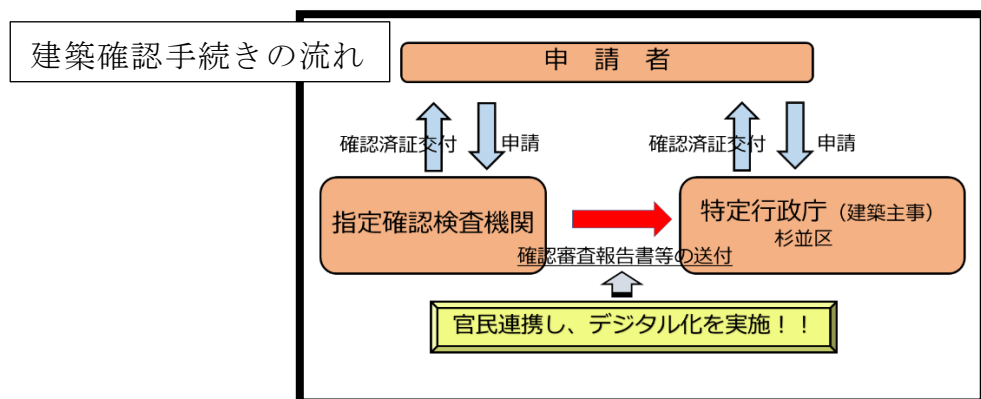 建築確認手続きの流れ
申 請 者
確認済証交付
申請
確認済証交付
申請
指定確認検査機関
特定行政庁（建築主事）
杉並区
確認審査報告書等の送付
官民連携し、デジタル化を実施！！